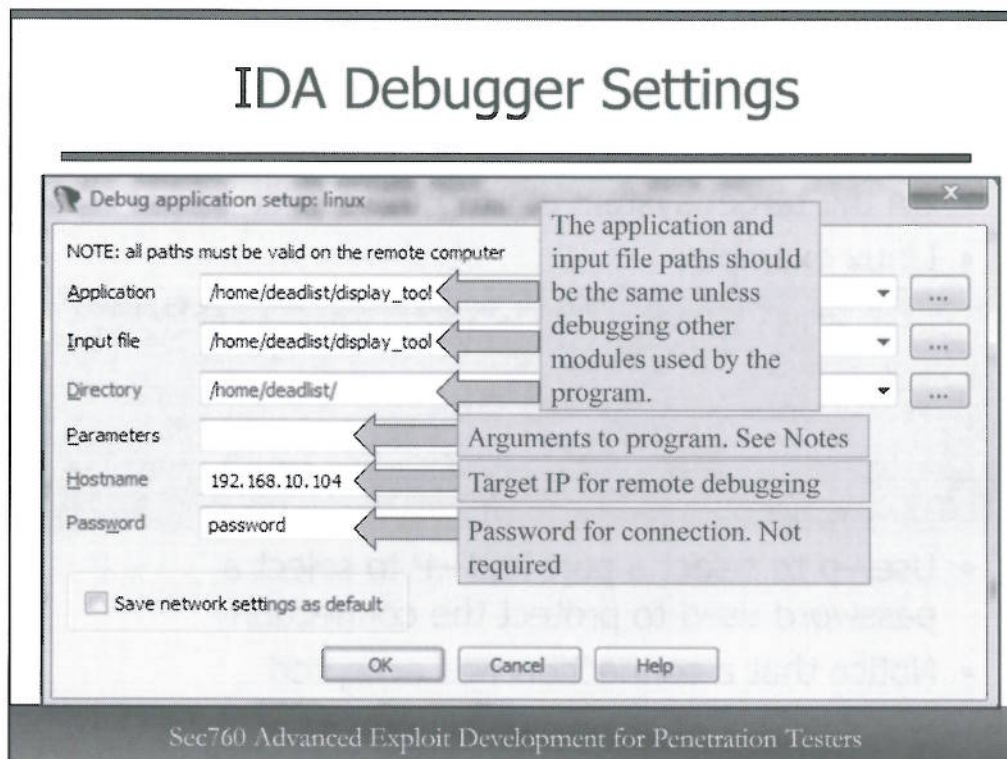 IDA Debugger Settings
Debug application setup: linux
NOTE: all paths must be valid on the remote computer
Application
/home/deadlist/display_tool
...
Input file
/home/deadlist/display_tool
...
Directory
/home/deadlist/
...
The application and
input file paths should
be the same unless
debugging other
modules used by the
program.
Parameters
Arguments to program. See Notes
Hostname
192.168.10.104
Target IP for remote debugging
Password
password
Password for connection. Not
required
Save network settings as default
OK
Cancel
Help
Sec760 Advanced Exploit Development for Penetration Testers